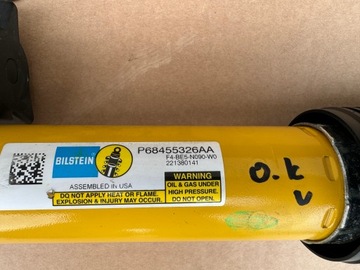 P68455326AA
BILSTEIN
F4-BE5-N090-W0
221380141
ASSEMBLED IN USA
WARNING
OIL & GAS UNDER
HIGH PRESSURE.
DO NOT APPLY HEAT OR FLAME.
DO NOT OPEN.
EXPLOSION & INJURY MAY OCCUR.
O.K
V